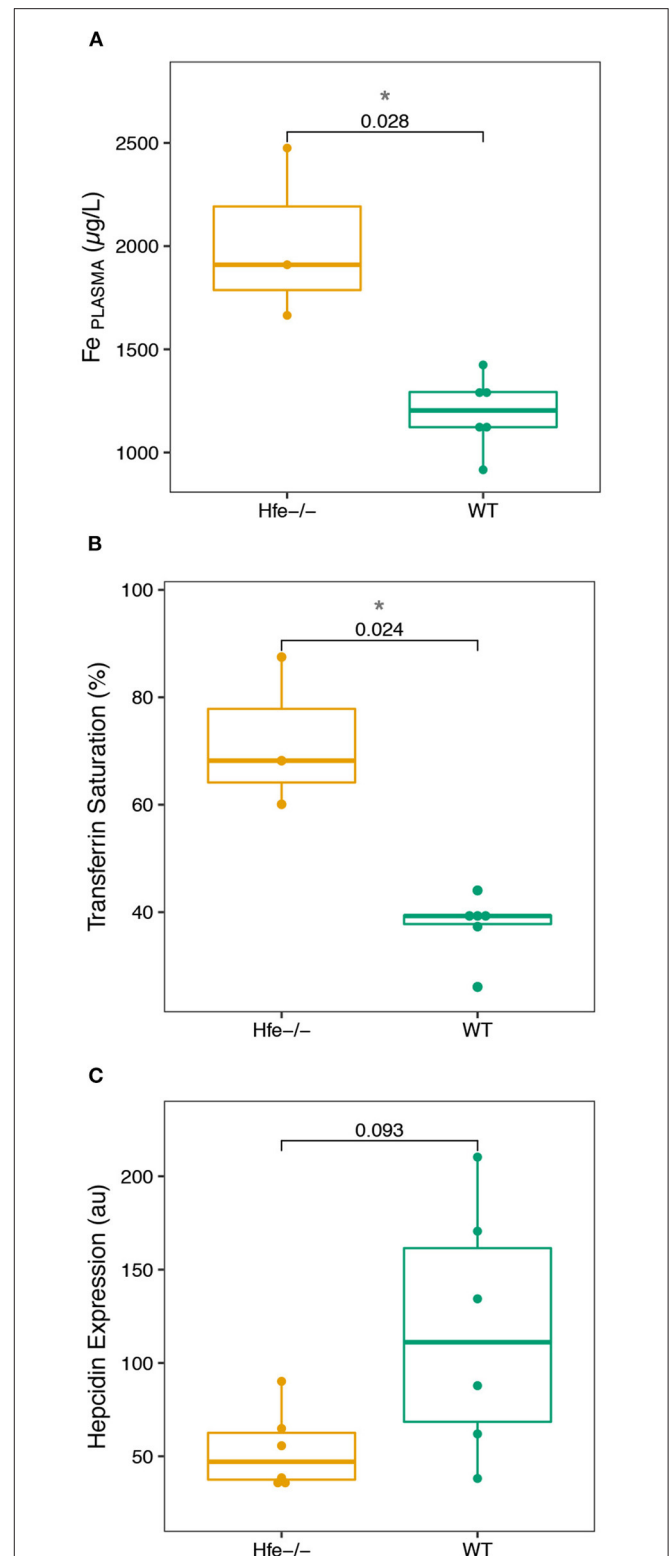 A
*
0.028
2500
2000
1500
1000
Fe PLASMA (µg/L)
Hfe−/−
WT
B
*
0.024
100
80
60
40
Transferrin Saturation (%)
Hfe−/−
WT
C
0.093
200
150
100
50
Hepcidin Expression (au)
Hfe−/−
WT